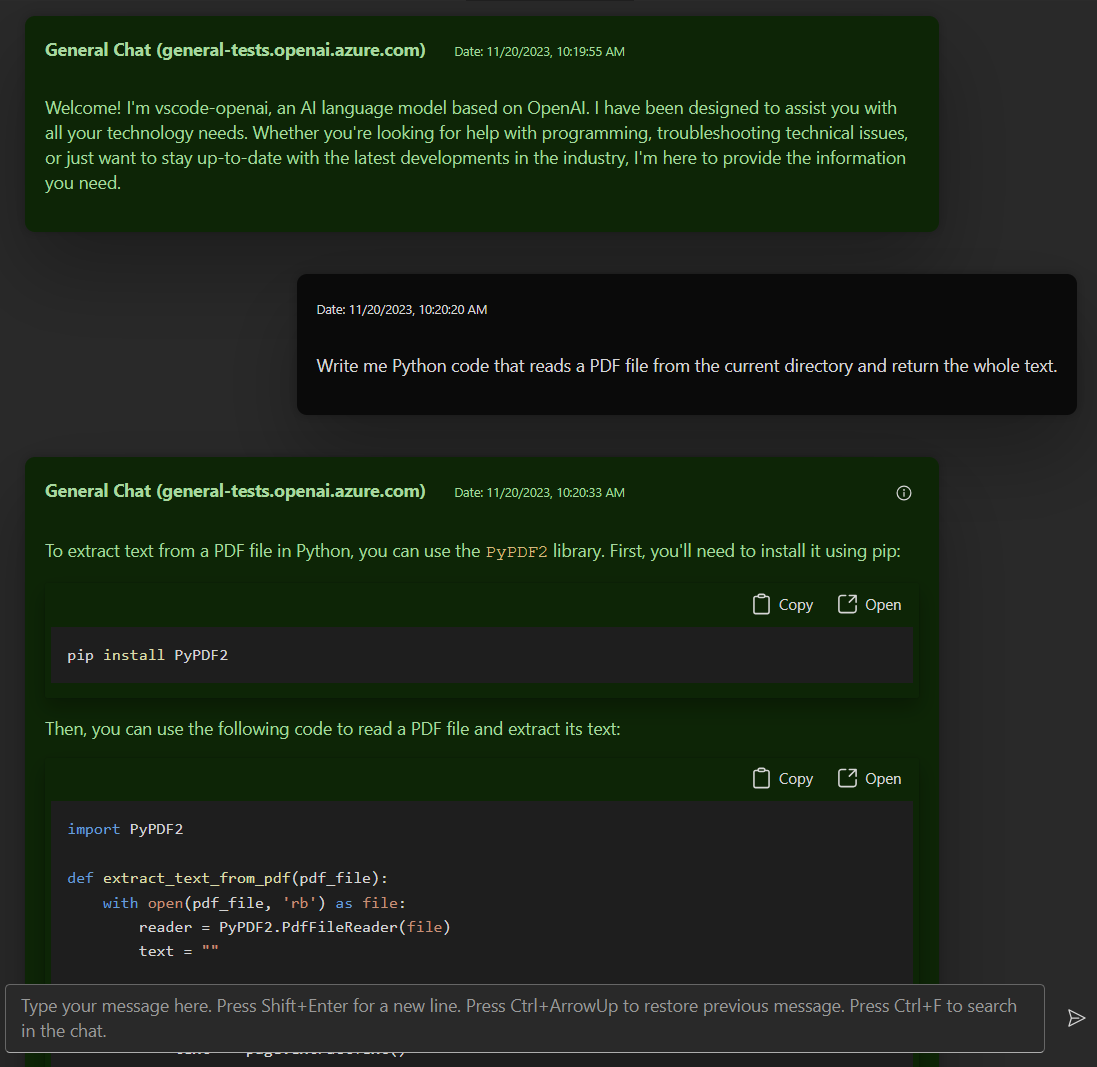 General Chat (general-tests.openai.azure.com) Date: 11/20/2023, 10:19:55 AM
Welcome! I'm vscode-openai, an AI language model based on OpenAI. I have been designed to assist you with
all your technology needs. Whether you're looking for help with programming, troubleshooting technical issues,
or just want to stay up-to-date with the latest developments in the industry, I'm here to provide the information
you need.
Date: 11/20/2023, 10:20:20 AM
Write me Python code that reads a PDF file from the current directory and return the whole text.
General Chat (general-tests.openai.azure.com) Date: 11/20/2023, 10:20:33 AM
To extract text from a PDF file in Python, you can use the PyPDF2 library. First, you'll need to install it using pip:
Copy Open
pip install PyPDF2
Then, you can use the following code to read a PDF file and extract its text:
Copy Open
import PyPDF2
def extract_text_from_pdf(pdf_file):
with open(pdf_file, 'rb') as file:
reader = PyPDF2.PdfFileReader(file)
text = ""
Type your message here. Press Shift+Enter for a new line. Press Ctrl+ArrowUp to restore previous message. Press Ctrl+F to search
in the chat.